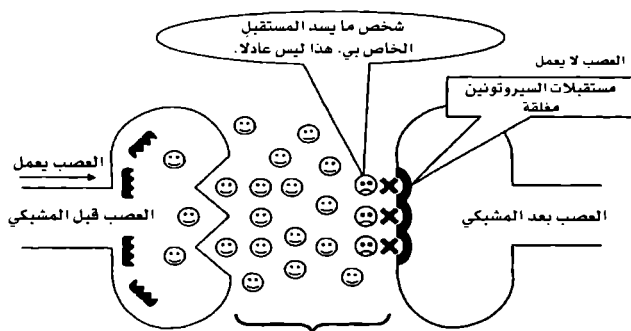 شخص ما يسد المستقبل
الخاص بي. هذا ليس عادلا.
العصب لا يعمل
مستقبلات السيروتونين
مغلقة
العصب يعمل
العصب قبل المشبكي
العصب بعد المشبكي